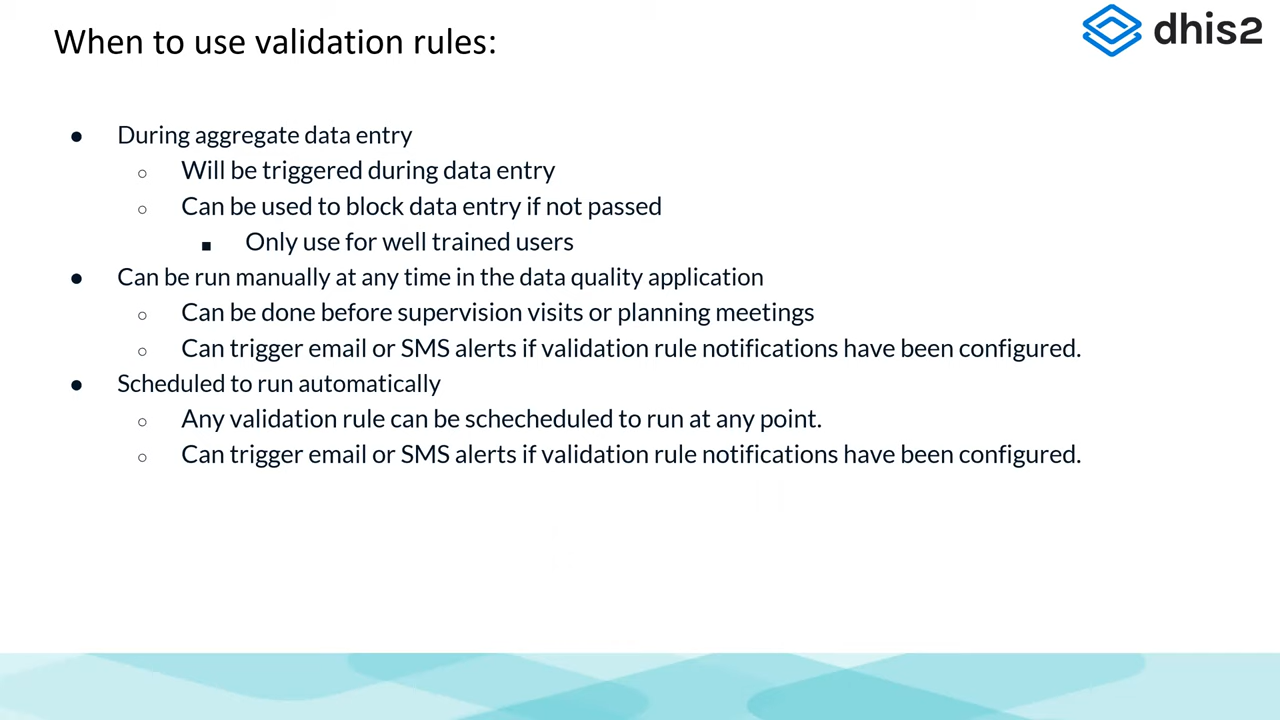 When to use validation rules:
dhis2
● During aggregate data entry
○ Will be triggered during data entry
○ Can be used to block data entry if not passed
■ Only use for well trained users
● Can be run manually at any time in the data quality application
○ Can be done before supervision visits or planning meetings
○ Can trigger email or SMS alerts if validation rule notifications have been configured.
● Scheduled to run automatically
○ Any validation rule can be schecheduled to run at any point.
○ Can trigger email or SMS alerts if validation rule notifications have been configured.